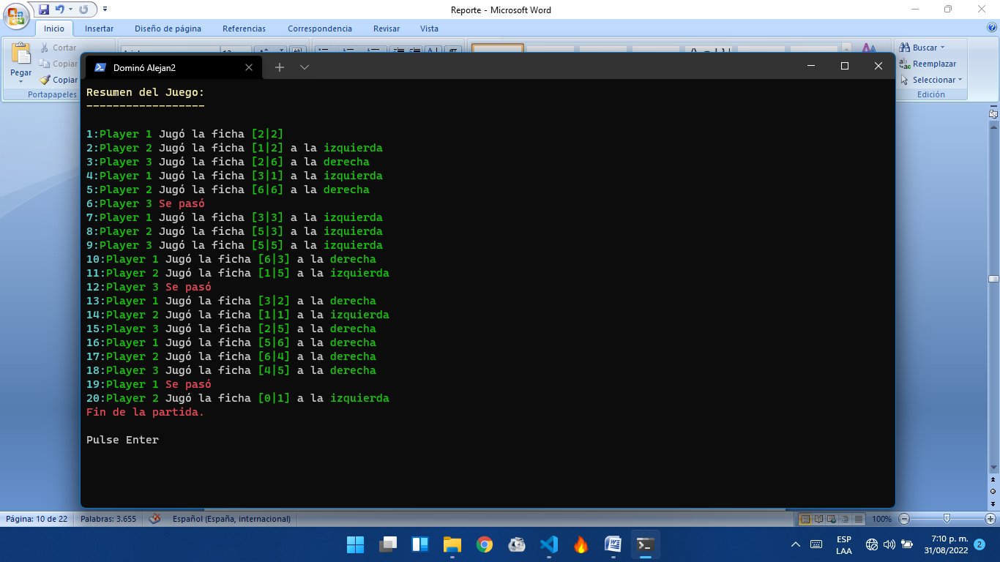 Reporte - Microsoft Word
Inicio Insertar Diseño de página Referencias Correspondencia Revisar Vista
Pegar
Cortar
Copiar
Copiar
Portapapeles
Buscar
Reemplazar
Seleccionar
Edición
Dominó Alejan2
Resumen del Juego:
------------------
1:Player 1 Jugó la ficha [2|2]
2:Player 2 Jugó la ficha [1|2] a la izquierda
3:Player 3 Jugó la ficha [2|6] a la derecha
4:Player 1 Jugó la ficha [3|1] a la izquierda
5:Player 2 Jugó la ficha [6|6] a la derecha
6:Player 3 Se pasó
7:Player 1 Jugó la ficha [3|3] a la izquierda
8:Player 2 Jugó la ficha [5|3] a la izquierda
9:Player 3 Jugó la ficha [5|5] a la izquierda
10:Player 1 Jugó la ficha [6|3] a la derecha
11:Player 2 Jugó la ficha [1|5] a la izquierda
12:Player 3 Se pasó
13:Player 1 Jugó la ficha [3|2] a la derecha
14:Player 2 Jugó la ficha [1|1] a la izquierda
15:Player 3 Jugó la ficha [2|5] a la derecha
16:Player 1 Jugó la ficha [5|6] a la derecha
17:Player 2 Jugó la ficha [6|4] a la derecha
18:Player 3 Jugó la ficha [4|5] a la derecha
19:Player 1 Se pasó
20:Player 2 Jugó la ficha [0|1] a la izquierda
Fin de la partida.
Pulse Enter
Página: 10 de 22 Palabras: 3.655 Español (España, internacional) 100%
ESP
LAA
7:10 p. m.
31/08/2022
2